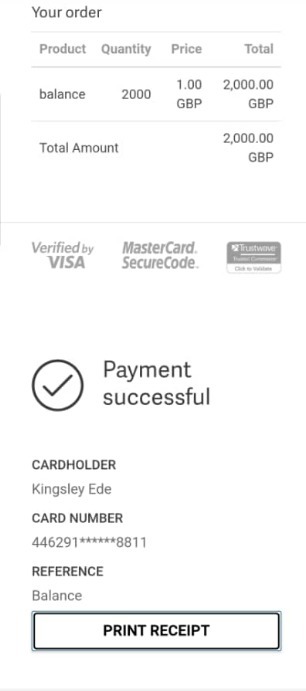 Your order
Product Quantity Price Total
balance 2000 1.00 GBP 2,000.00 GBP
Total Amount 2,000.00 GBP
Verified by VISA MasterCard. SecureCode. Trustwave Trusted Commerce Click to Validate
Payment
successful
CARDHOLDER
Kingsley Ede
CARD NUMBER
446291******8811
REFERENCE
Balance
PRINT RECEIPT